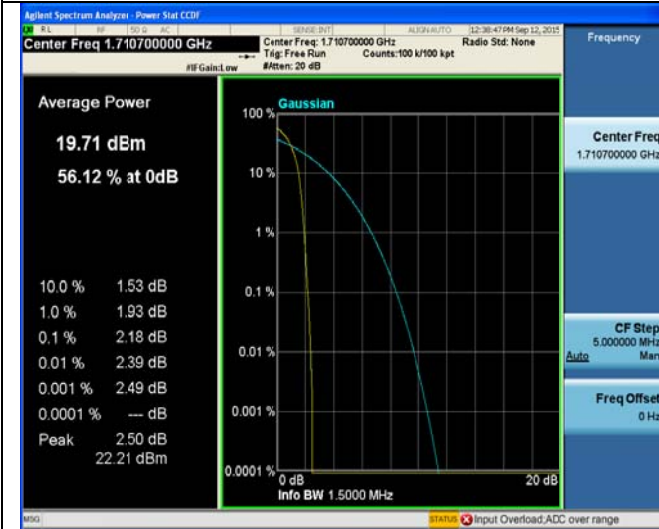 Agilent Spectrum Analyzer - Power Stat CCDF
RL RF 50 Ω AC SENSE:INT ALIGN AUTO 12:38:47 PM Sep 12, 2015
Center Freq 1.710700000 GHz
Center Freq: 1.710700000 GHz Radio Std: None
Trig: Free Run Counts:100 k/100 kpt
#IFGain:Low #Atten: 20 dB
Frequency
Average Power
19.71 dBm
56.12 % at 0dB
10.0 % 1.53 dB
1.0 % 1.93 dB
0.1 % 2.18 dB
0.01 % 2.39 dB
0.001 % 2.49 dB
0.0001 % --- dB
Peak 2.50 dB
22.21 dBm
Gaussian
100 %
10 %
1 %
0.1 %
0.01 %
0.001 %
0.0001 %
0 dB 20 dB
Info BW 1.5000 MHz
Center Freq
1.710700000 GHz
CF Step
5.000000 MHz
Auto Man
Freq Offset
0 Hz
MSG STATUS Input Overload;ADC over range